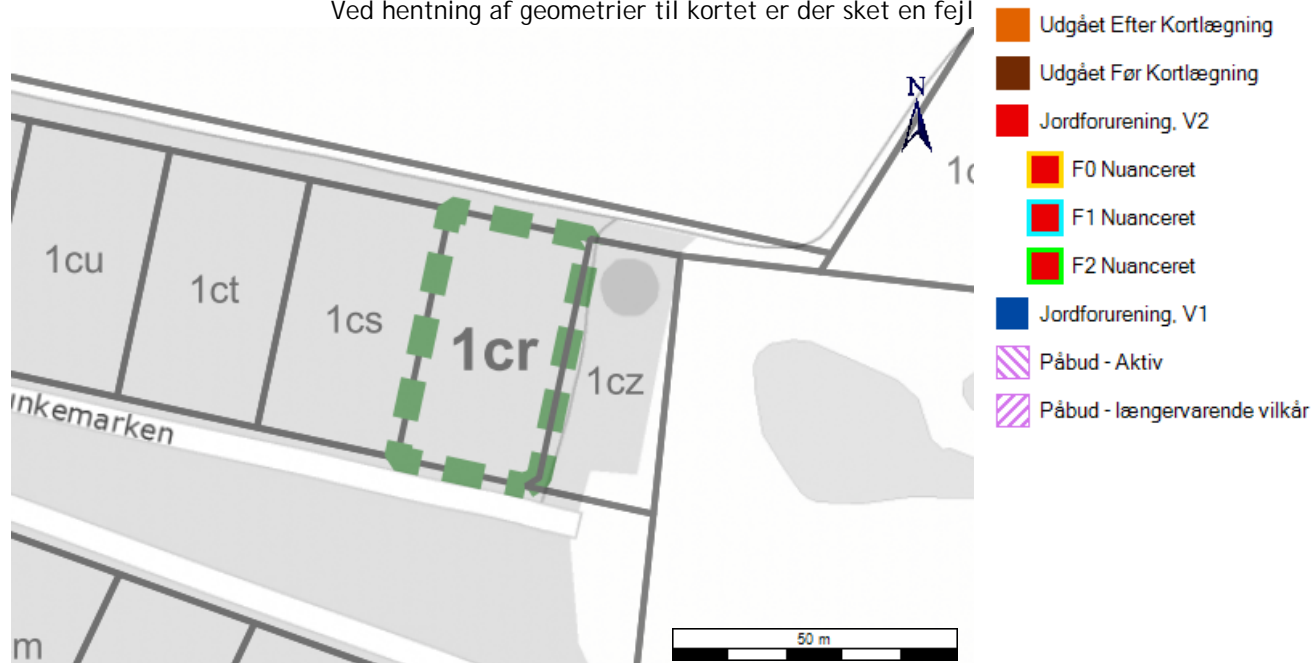 Ved hentning af geometrier til kortet er der sket en fejl
N
1cu
1ct
1cs
1cr
1cz
unkemarken
m
50 m
Udgået Efter Kortlægning
Udgået Før Kortlægning
Jordforurening, V2
F0 Nuanceret
F1 Nuanceret
F2 Nuanceret
Jordforurening, V1
Påbud - Aktiv
Påbud - længervarende vilkår